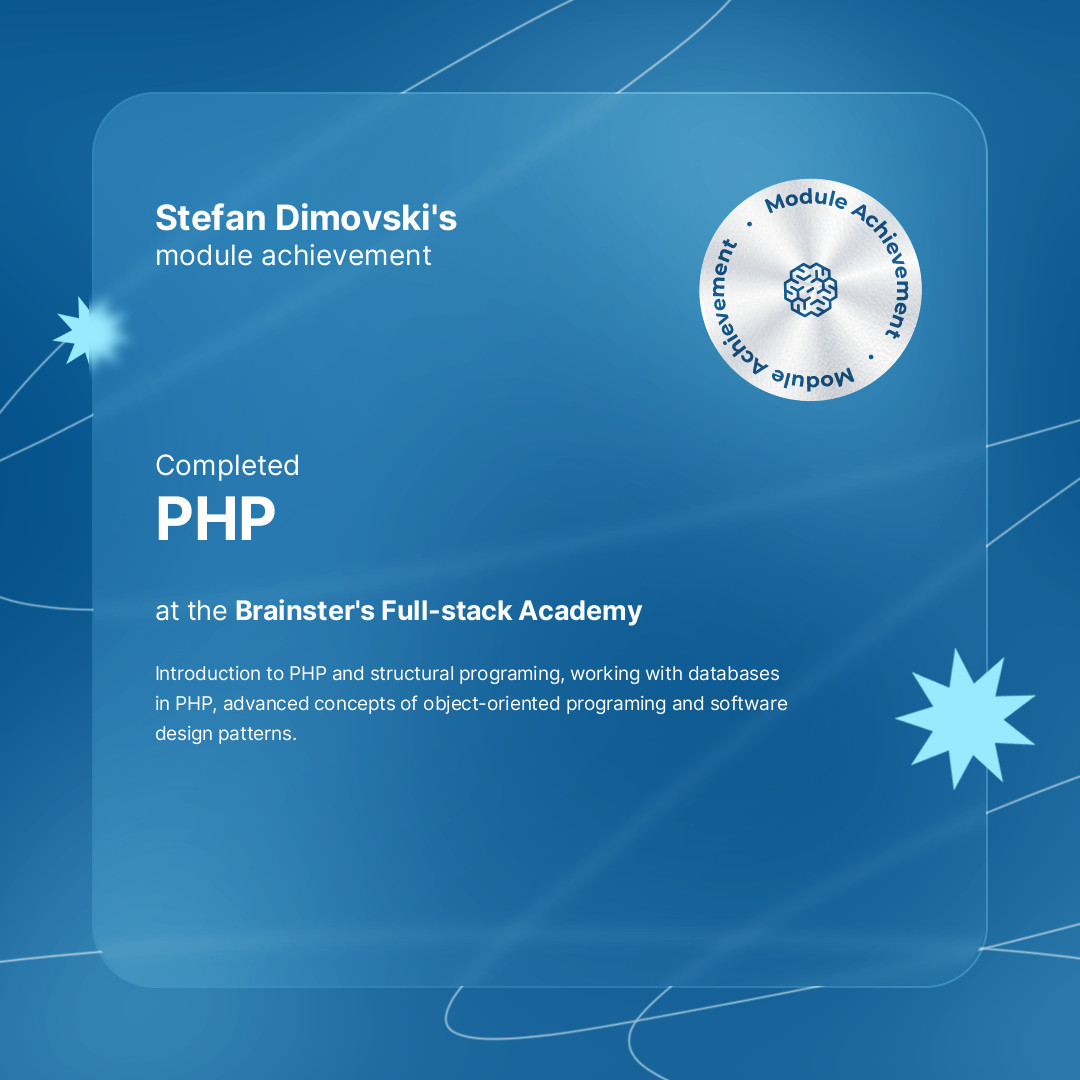 Stefan Dimovski's
module achievement
Module Achievement • Module Achievement •
Completed
PHP
at the Brainster's Full-stack Academy
Introduction to PHP and structural programing, working with databases
in PHP, advanced concepts of object-oriented programing and software
design patterns.